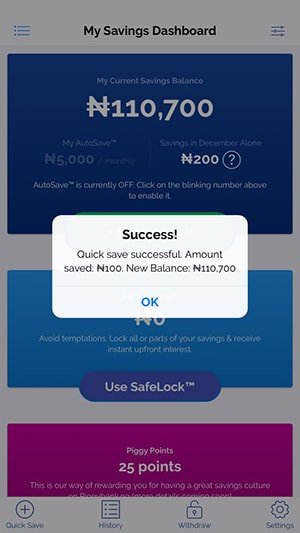 My Savings Dashboard
My Current Savings Balance
₦110,700
My AutoSave™
Savings in December Alone
₦5,000 / monthly
₦200 ?
AutoSave™ is currently OFF. Click on the blinking number above
to enable it.
Success!
Quick save successful. Amount
saved: ₦100. New Balance: ₦110,700
OK
₦0
Avoid temptations. Lock all or parts of your savings & receive
instant upfront interest.
Use SafeLock™
Piggy Points
25 points
This is our way of rewarding you for having a great savings culture
on Piggybank.ng (more details coming soon)
Quick Save
History
Withdraw
Settings